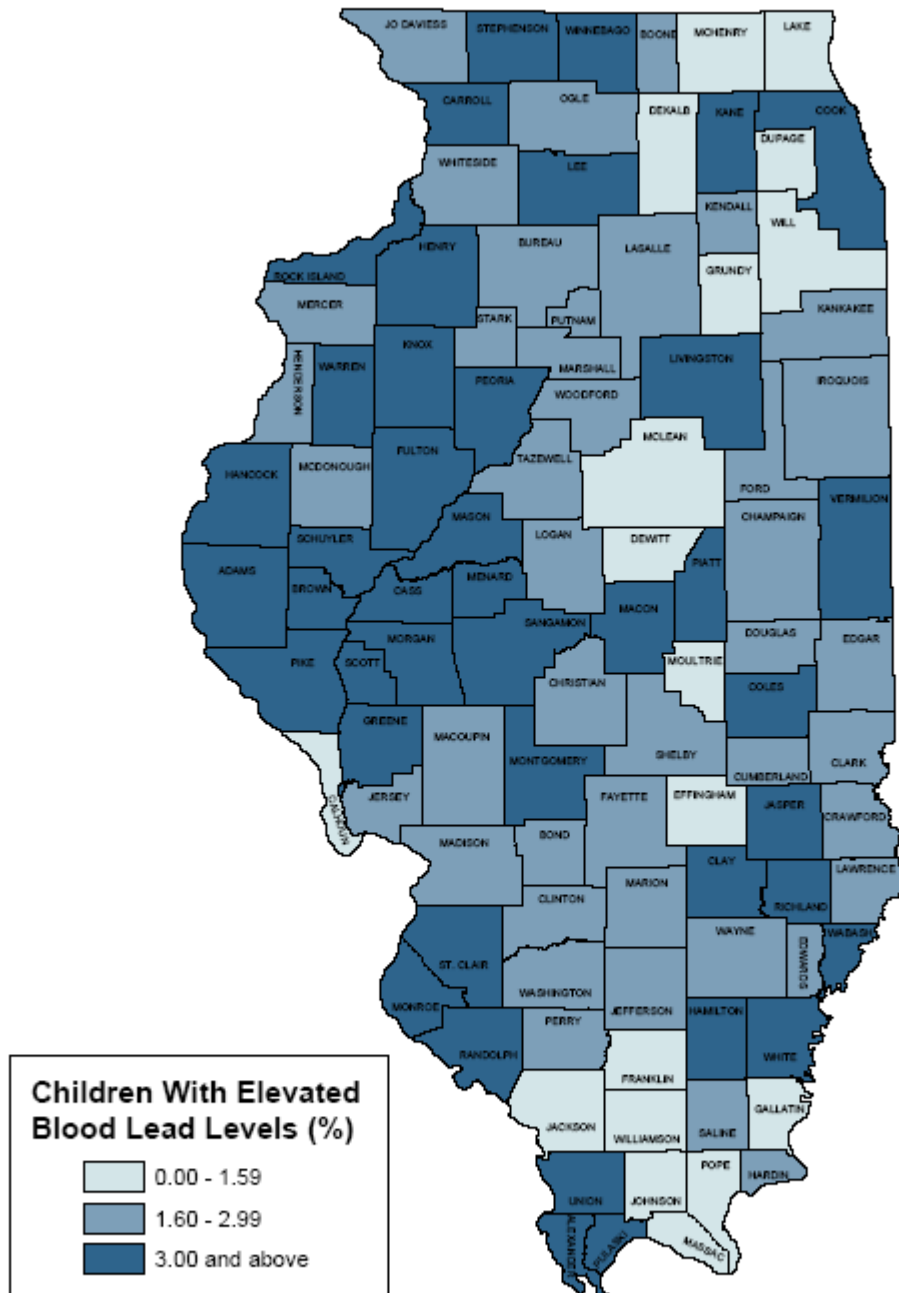 JO DAVIESS
STEPHENSON
WINNEBAGO
BOONE
MCHENRY
LAKE
CARROLL
OGLE
DEKALB
KANE
COOK
DUPAGE
WHITESIDE
LEE
KENDALL
WILL
HENRY
BUREAU
LASALLE
GRUNDY
ROCK ISLAND
MERCER
STARK
PUTNAM
KANKAKEE
HENDERSON
WARREN
KNOX
PEORIA
MARSHALL
LIVINGSTON
IROQUOIS
WOODFORD
HANCOCK
MCDONOUGH
FULTON
TAZEWELL
MCLEAN
FORD
VERMILION
MASON
CHAMPAIGN
SCHUYLER
LOGAN
DEWITT
PIATT
ADAMS
BROWN
CASS
MENARD
MACON
SANGAMON
PIKE
SCOTT
MORGAN
DOUGLAS
EDGAR
CHRISTIAN
MOULTRIE
COLES
GREENE
MACOUPIN
MONTGOMERY
SHELBY
CUMBERLAND
CLARK
CALHOUN
JERSEY
FAYETTE
EFFINGHAM
JASPER
CRAWFORD
MADISON
BOND
CLAY
LAWRENCE
MARION
RICHLAND
CLINTON
WAYNE
EDWARDS
WABASH
ST. CLAIR
WASHINGTON
MONROE
JEFFERSON
HAMILTON
PERRY
RANDOLPH
WHITE
FRANKLIN
GALLATIN
JACKSON
WILLIAMSON
SALINE
POPE
HARDIN
UNION
JOHNSON
ALEXANDER
PULASKI
MASSAC
Children With Elevated
Blood Lead Levels (%)
0.00 - 1.59
1.60 - 2.99
3.00 and above